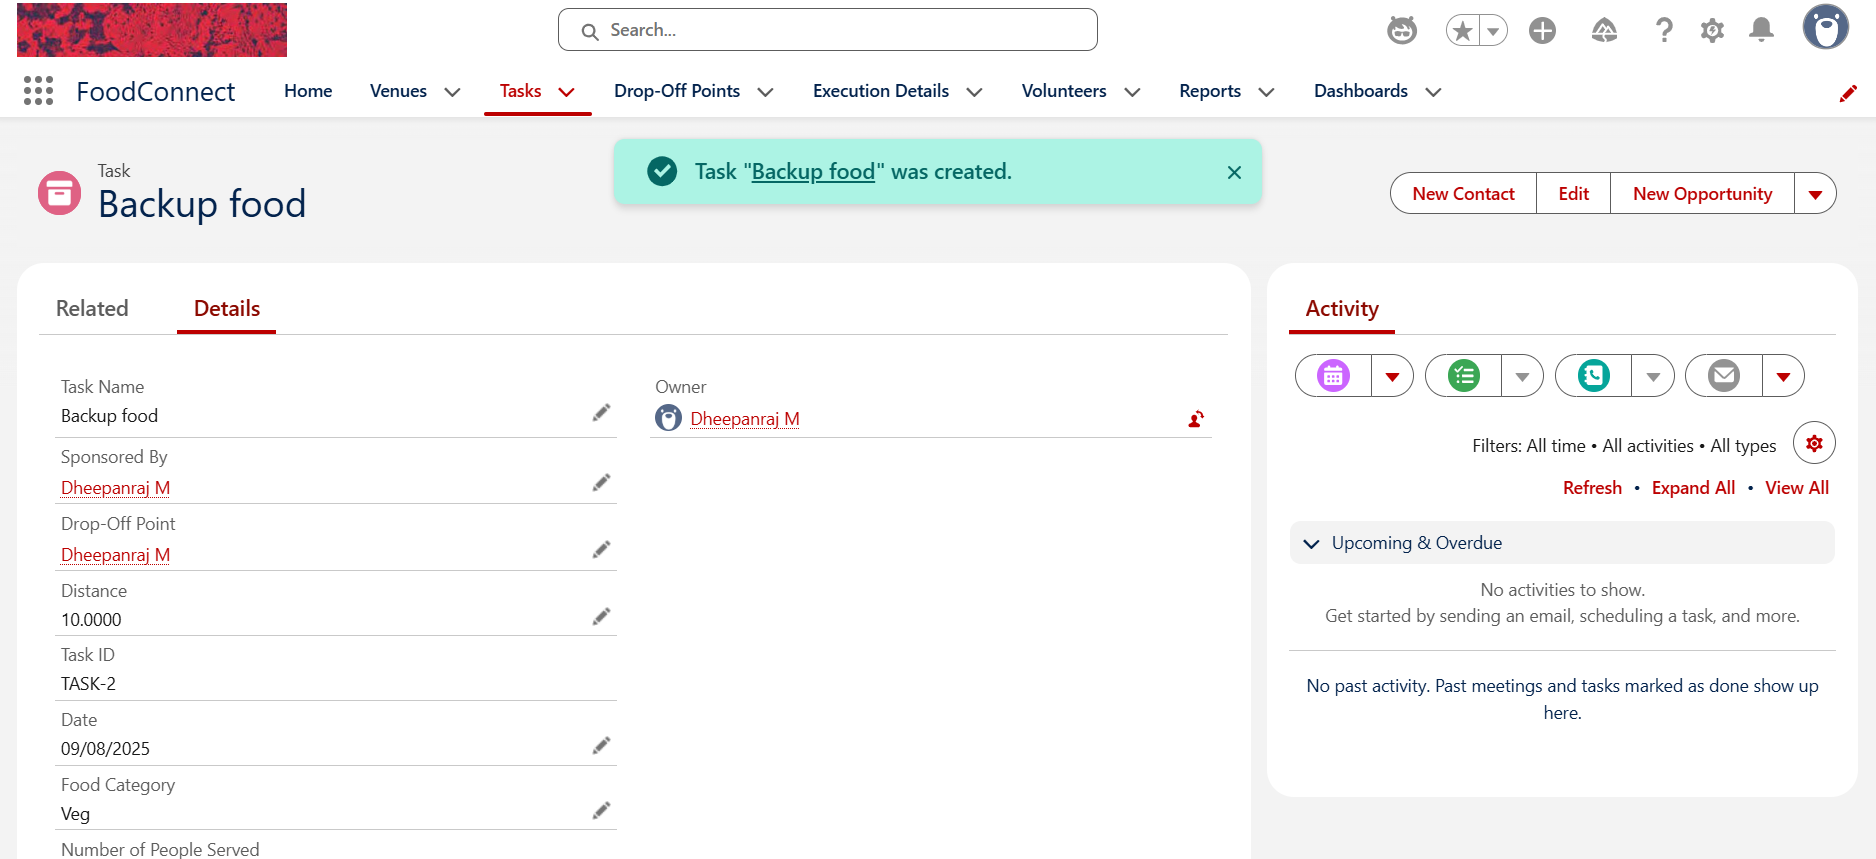 Search...
FoodConnect
Home
Venues
Tasks
Drop-Off Points
Execution Details
Volunteers
Reports
Dashboards
Task "Backup food" was created.
Task
Backup food
New Contact
Edit
New Opportunity
Related
Details
Task Name
Backup food
Sponsored By
Dheepanraj M
Drop-Off Point
Dheepanraj M
Distance
10.0000
Task ID
TASK-2
Date
09/08/2025
Food Category
Veg
Number of People Served
Owner
Dheepanraj M
Activity
Filters: All time • All activities • All types
Refresh • Expand All • View All
Upcoming & Overdue
No activities to show.
Get started by sending an email, scheduling a task, and more.
No past activity. Past meetings and tasks marked as done show up
here.